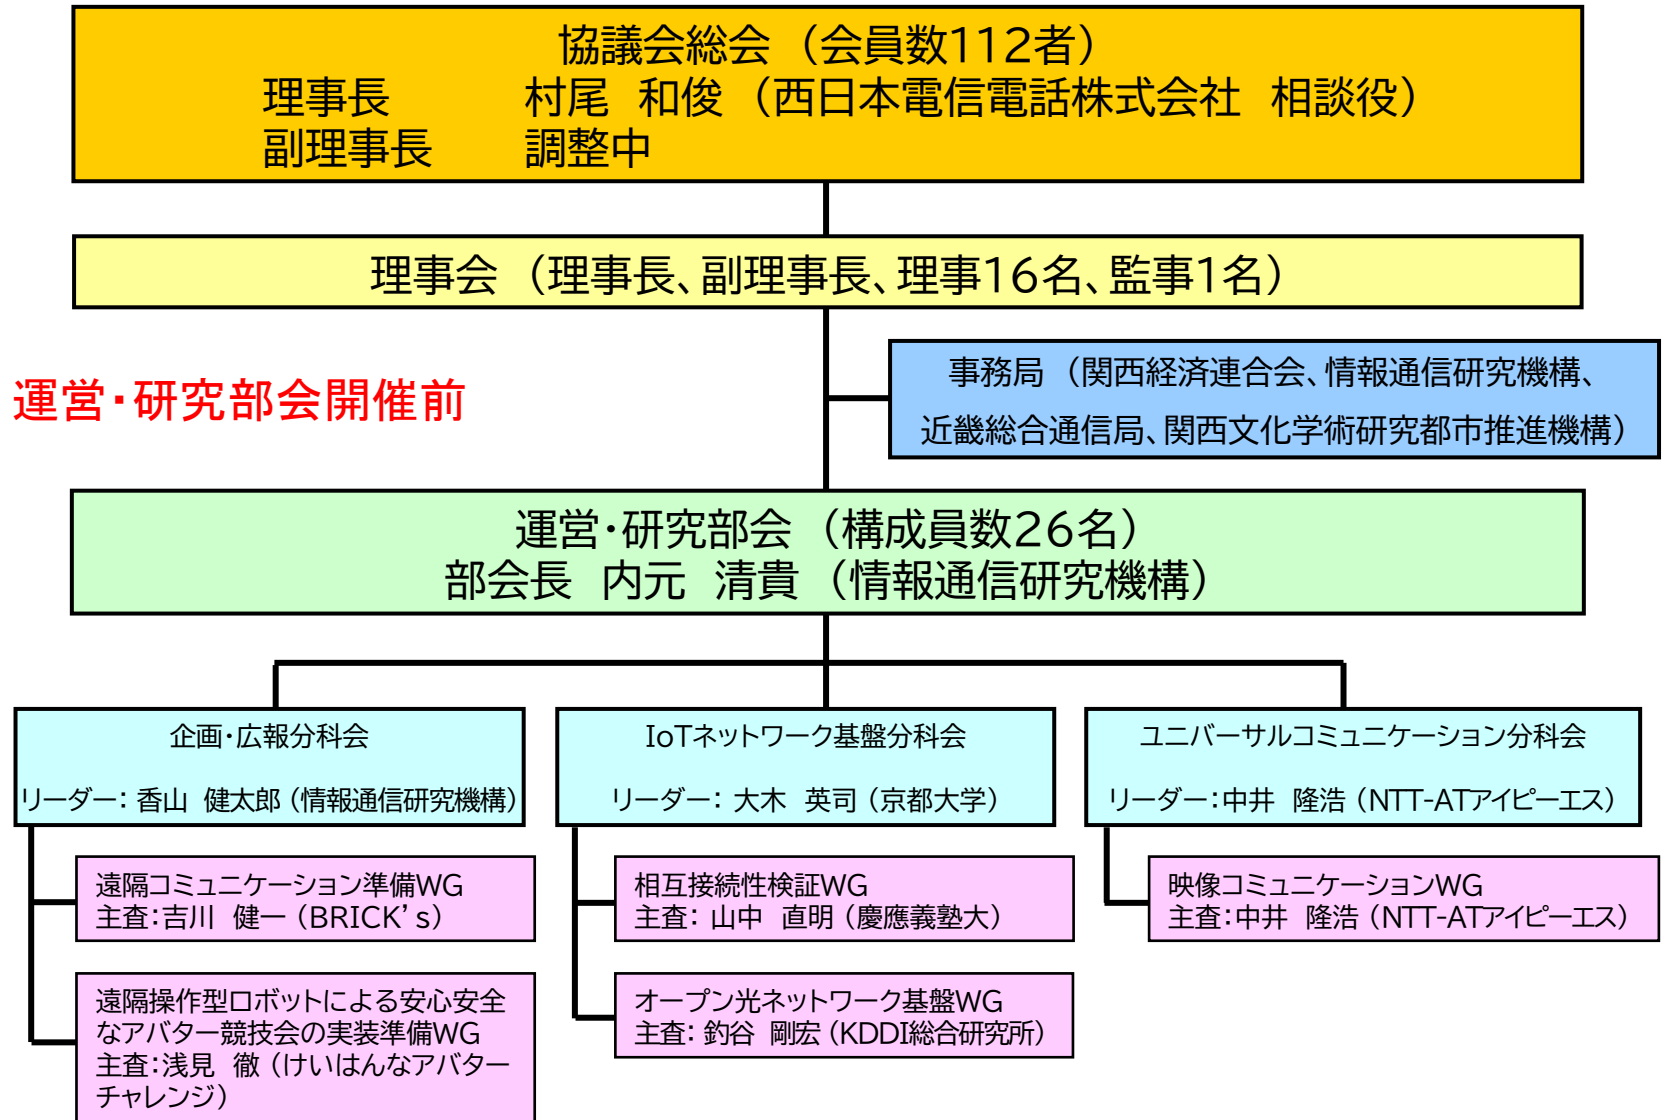 協議会総会 (会員数112者)
理事長 村尾 和俊 (西日本電信電話株式会社 相談役)
副理事長 調整中
理事会 (理事長、副理事長、理事16名、監事1名)
事務局 (関西経済連合会、情報通信研究機構、
近畿総合通信局、関西文化学術研究都市推進機構)
運営・研究部会開催前
運営・研究部会 (構成員数26名)
部会長 内元 清貴 (情報通信研究機構)
企画・広報分科会
リーダー: 香山 健太郎 (情報通信研究機構)
遠隔コミュニケーション準備WG
主査:吉川 健一 (BRICK's)
遠隔操作型ロボットによる安心安全
なアバター競技会の実装準備WG
主査:浅見 徹 (けいはんなアバター
チャレンジ)
IoTネットワーク基盤分科会
リーダー: 大木 英司 (京都大学)
相互接続性検証WG
主査: 山中 直明 (慶應義塾大)
オープン光ネットワーク基盤WG
主査: 釣谷 剛宏 (KDDI総合研究所)
ユニバーサルコミュニケーション分科会
リーダー:中井 隆浩 (NTT-ATアイピーエス)
映像コミュニケーションWG
主査:中井 隆浩 (NTT-ATアイピーエス)